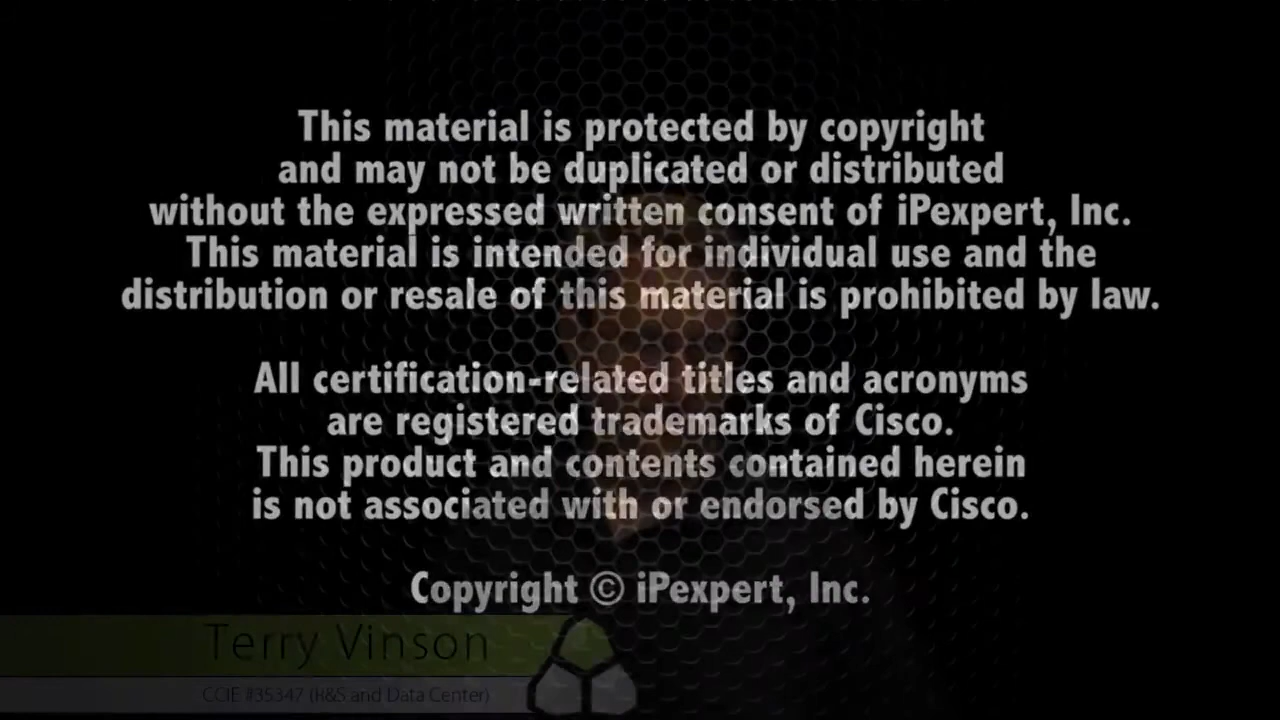 This material is protected by copyright
and may not be duplicated or distributed
without the expressed written consent of iPexpert, Inc.
This material is intended for individual use and the
distribution or resale of this material is prohibited by law.
All certification-related titles and acronyms
are registered trademarks of Cisco.
This product and contents contained herein
is not associated with or endorsed by Cisco.
Copyright © iPexpert, Inc.
Terry Vinson
CCIE #35347 (R&S and Data Center)